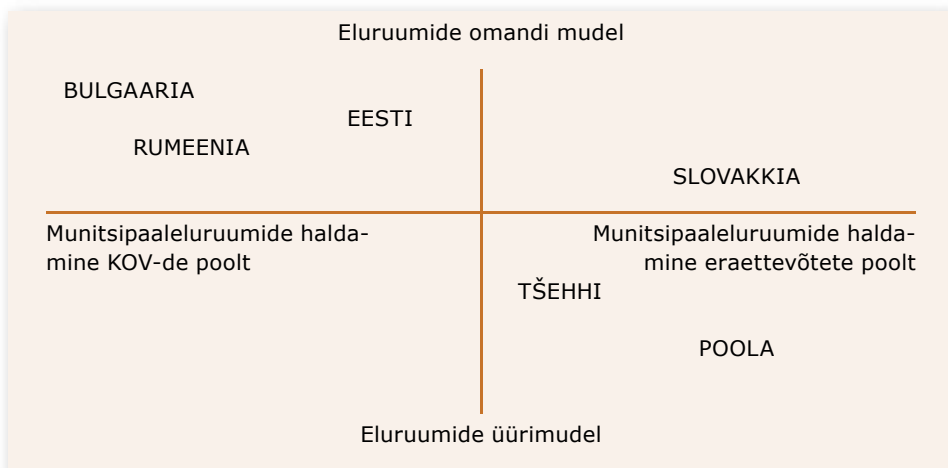 Eluruumide omandi mudel
BULGAARIA
EESTI
RUMEENIA
SLOVAKKIA
Munitsipaaleluruumide halda-
mine KOV-de poolt
Munitsipaaleluruumide halda-
mine eraettevõtete poolt
TŠEHHI
POOLA
Eluruumide üürimudel